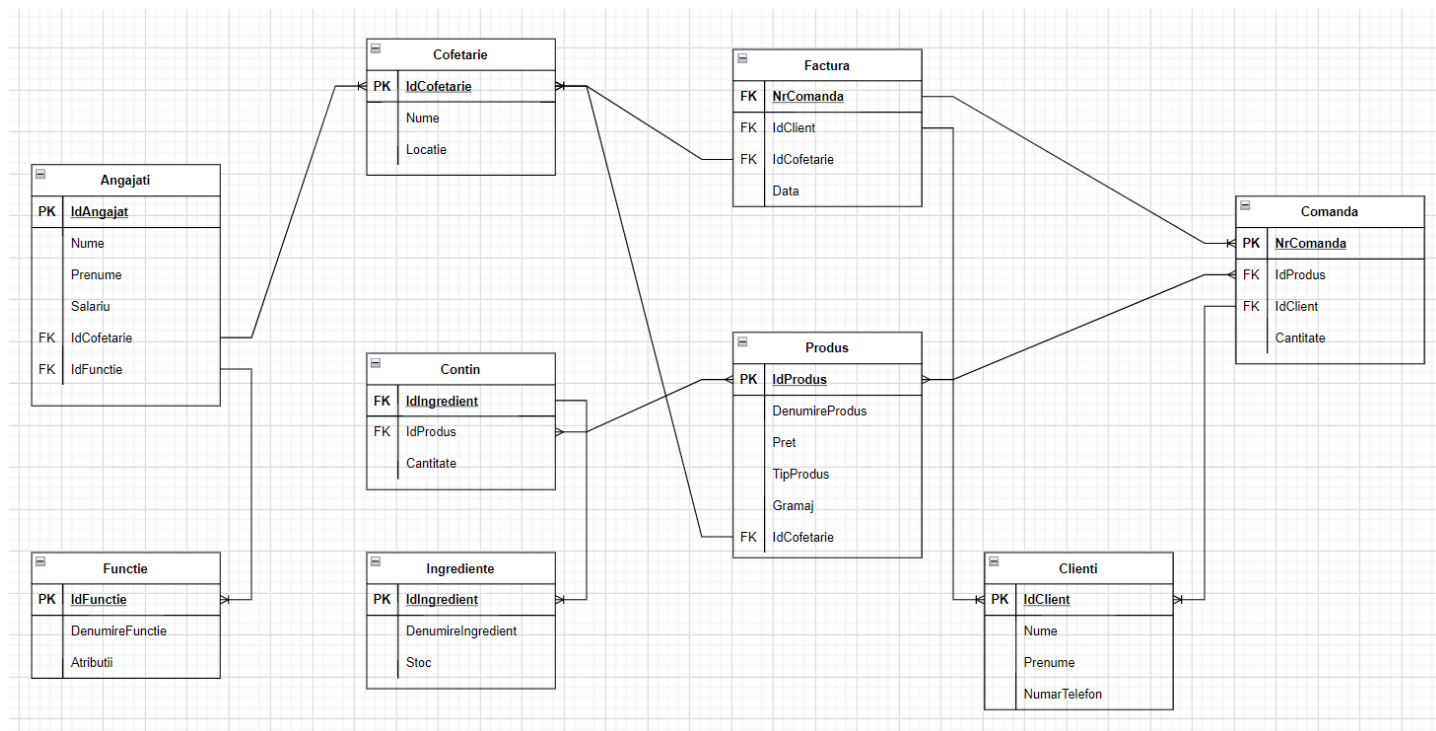 Cofetarie
PK IdCofetarie
Nume
Locatie
Factura
FK NrComanda
FK IdClient
FK IdCofetarie
Data
Angajati
PK IdAngajat
Nume
Prenume
Salariu
FK IdCofetarie
FK IdFunctie
Comanda
PK NrComanda
FK IdProdus
FK IdClient
Cantitate
Contin
FK IdIngredient
FK IdProdus
Cantitate
Produs
PK IdProdus
DenumireProdus
Pret
TipProdus
Gramaj
FK IdCofetarie
Functie
PK IdFunctie
DenumireFunctie
Atributii
Ingrediente
PK IdIngredient
DenumireIngredient
Stoc
Clienti
PK IdClient
Nume
Prenume
NumarTelefon